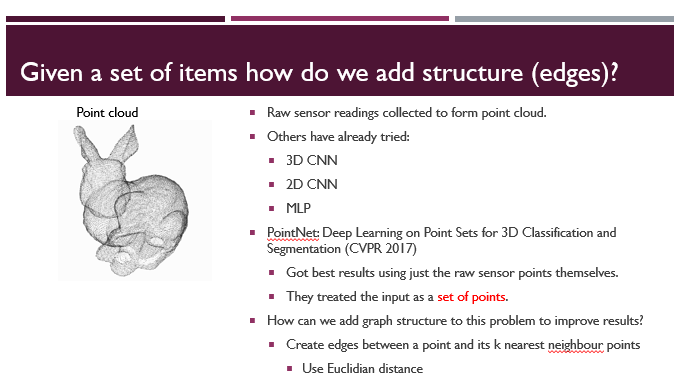 Given a set of items how do we add structure (edges)?
Point cloud
Raw sensor readings collected to form point cloud.
Others have already tried:
3D CNN
2D CNN
MLP
PointNet: Deep Learning on Point Sets for 3D Classification and
Segmentation (CVPR 2017)
Got best results using just the raw sensor points themselves.
They treated the input as a set of points.
How can we add graph structure to this problem to improve results?
Create edges between a point and its k nearest neighbour points
Use Euclidian distance